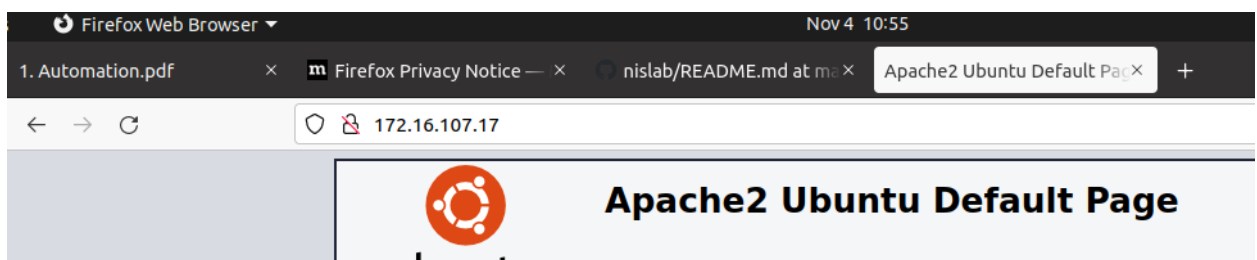 Firefox Web Browser
Nov 4 10:55
1. Automation.pdf
m Firefox Privacy Notice —
nislab/README.md at ma
Apache2 Ubuntu Default Pag
172.16.107.17
Apache2 Ubuntu Default Page